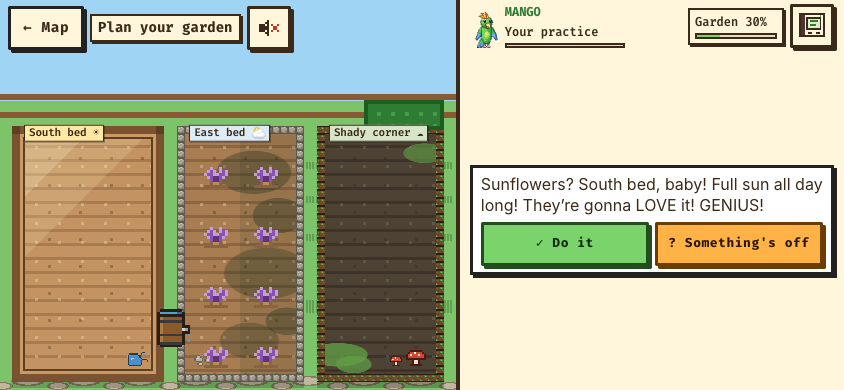 ← Map
Plan your garden
South bed ☀
East bed ⛅
Shady corner ☁
MANGO
Your practice
Garden 30%
Sunflowers? South bed, baby! Full sun all day
long! They’re gonna LOVE it! GENIUS!
✓ Do it
? Something's off